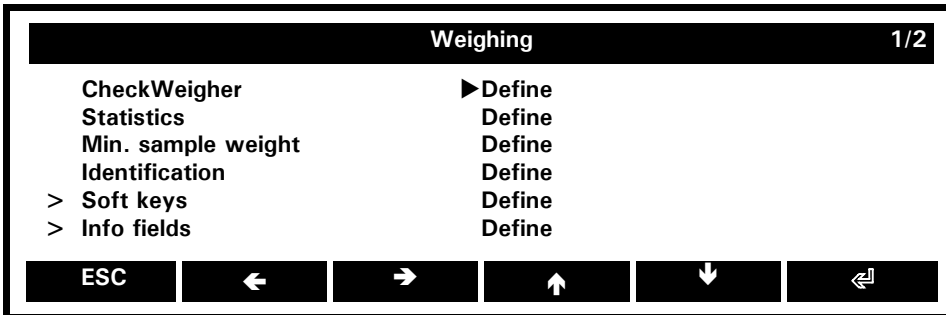 Weighing 1/2
CheckWeigher ▶Define
Statistics Define
Min. sample weight Define
Identification Define
> Soft keys Define
> Info fields Define
ESC ← → ↑ ↓ ↵